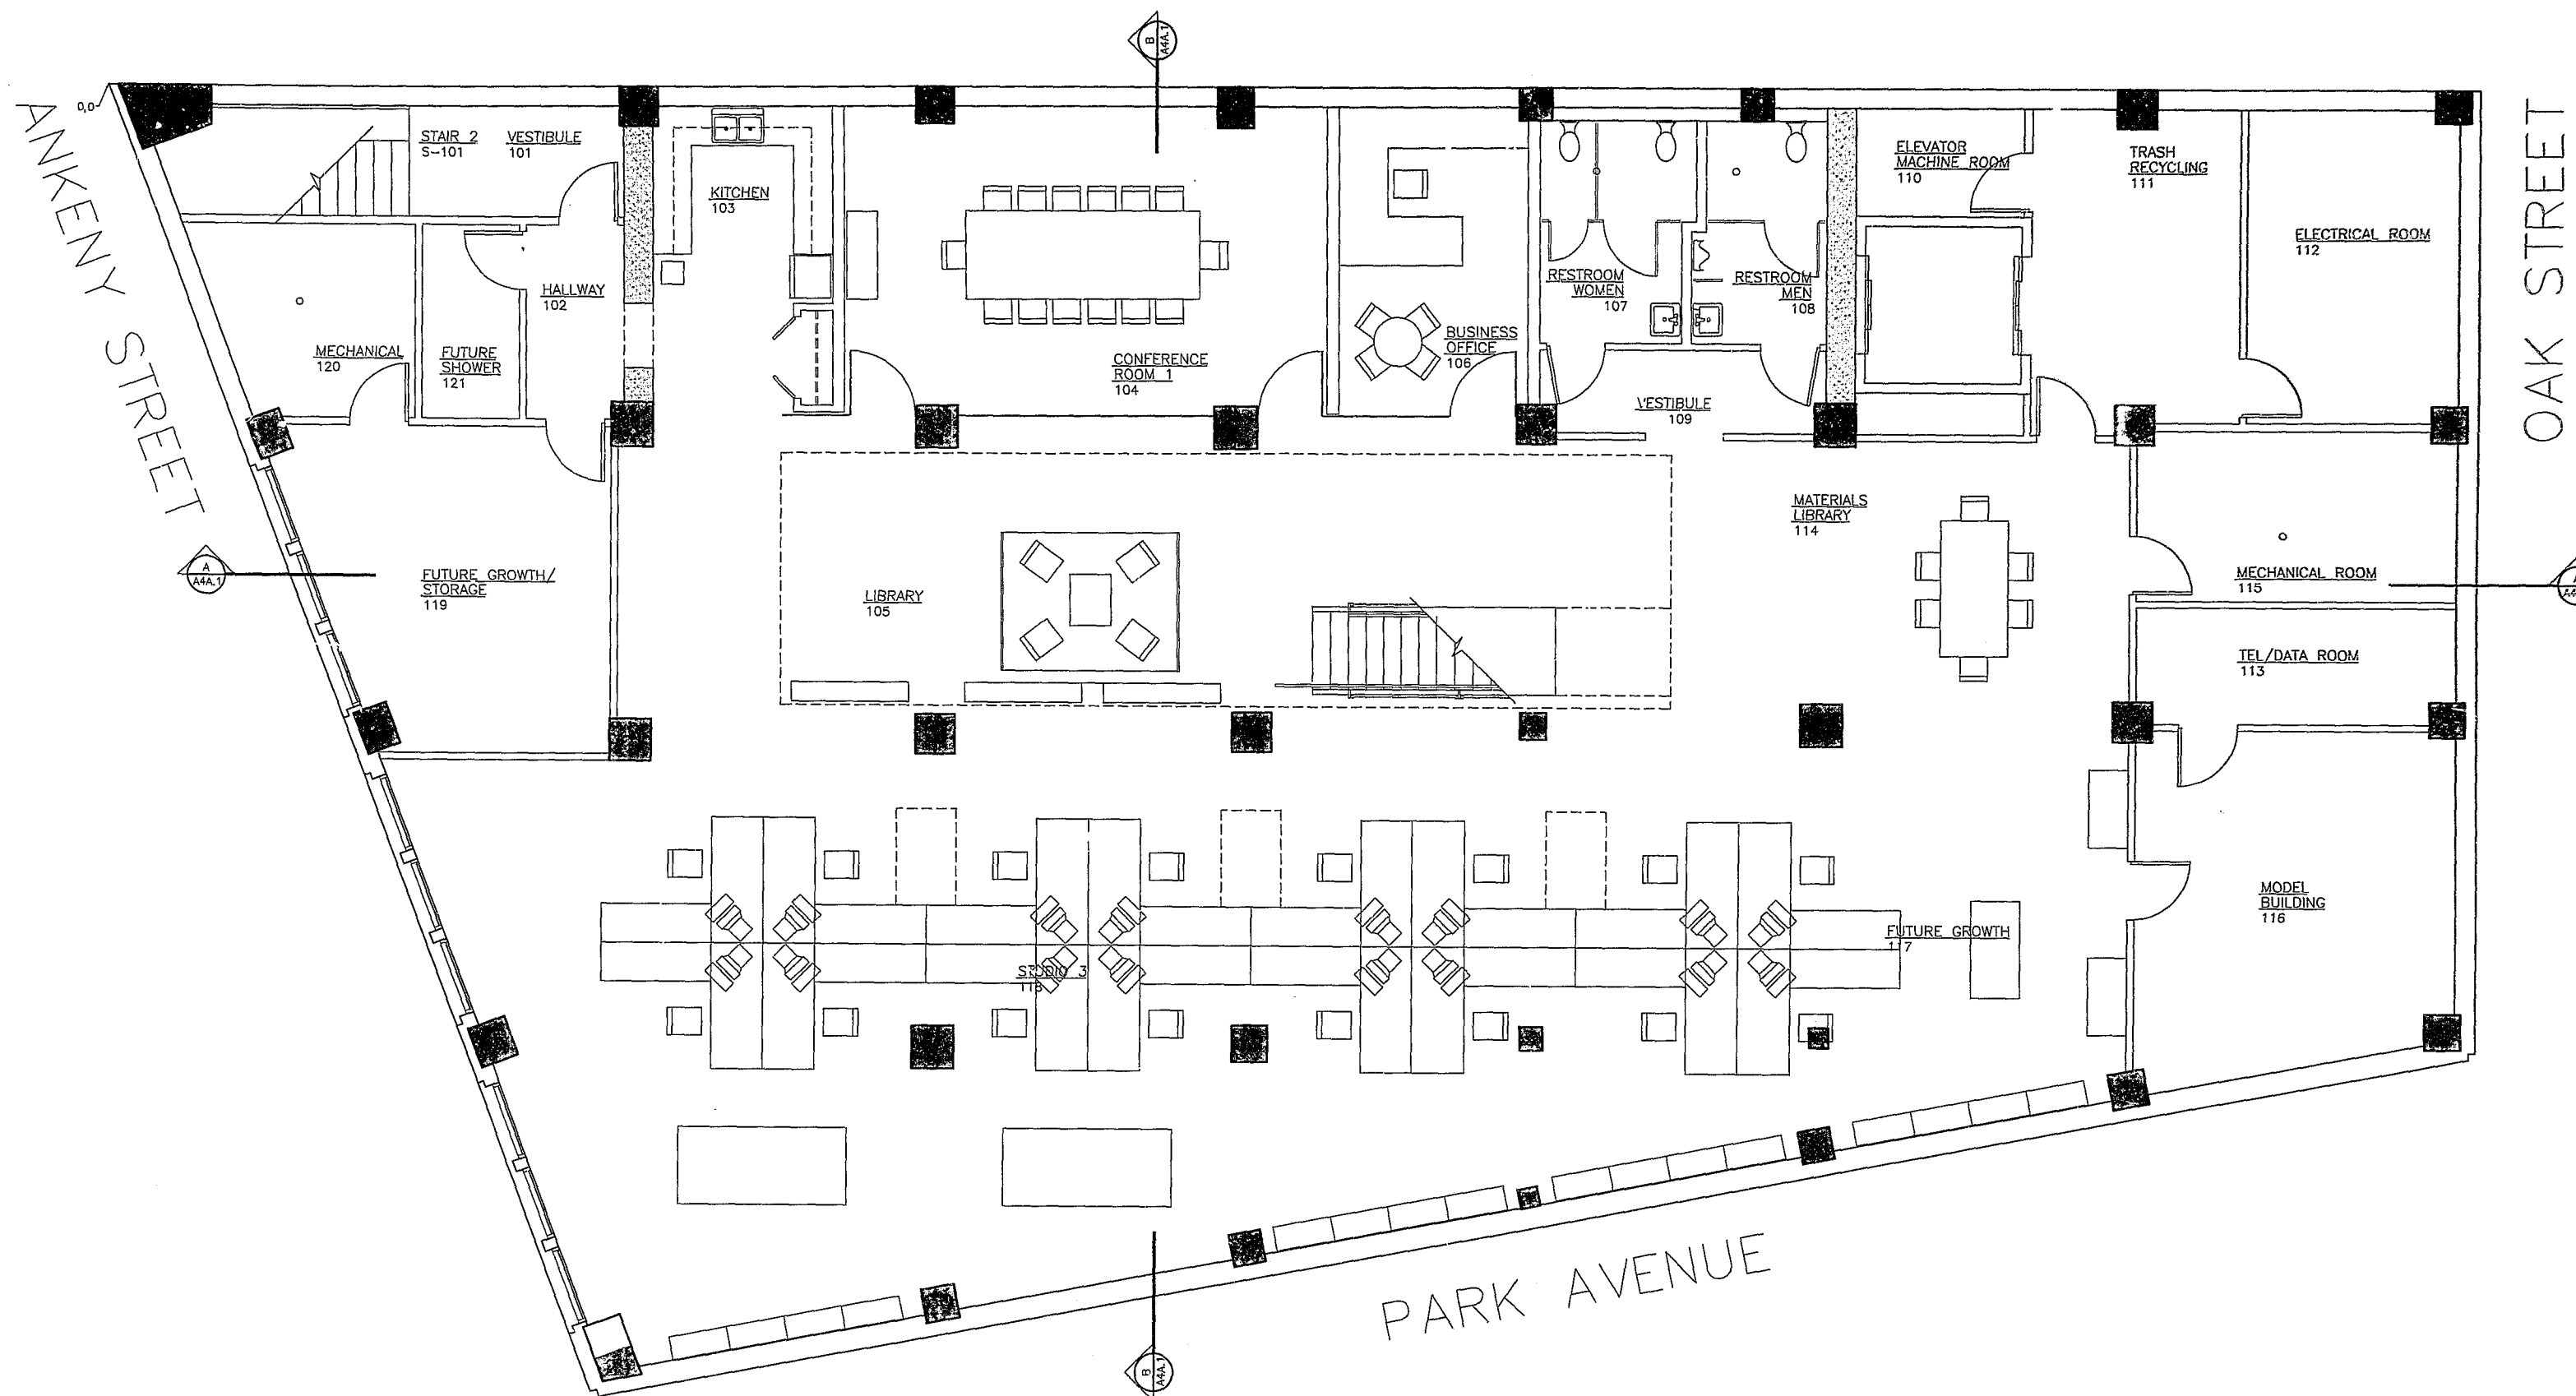 B
A4A.1
0,0
ANKENY STREET
OAK STREET
STAIR 2
S-101
VESTIBULE
101
KITCHEN
103
ELEVATOR
MACHINE ROOM
110
TRASH
RECYCLING
111
ELECTRICAL ROOM
112
HALLWAY
102
RESTROOM
WOMEN
107
RESTROOM
MEN
108
MECHANICAL
120
FUTURE
SHOWER
121
CONFERENCE
ROOM 1
104
BUSINESS
OFFICE
106
VESTIBULE
109
MATERIALS
LIBRARY
114
A
A4A.1
FUTURE GROWTH/
STORAGE
119
LIBRARY
105
MECHANICAL ROOM
115
TEL/DATA ROOM
113
MODEL
BUILDING
116
FUTURE GROWTH
117
STUDIO 3
118
PARK AVENUE
B
A4A.1